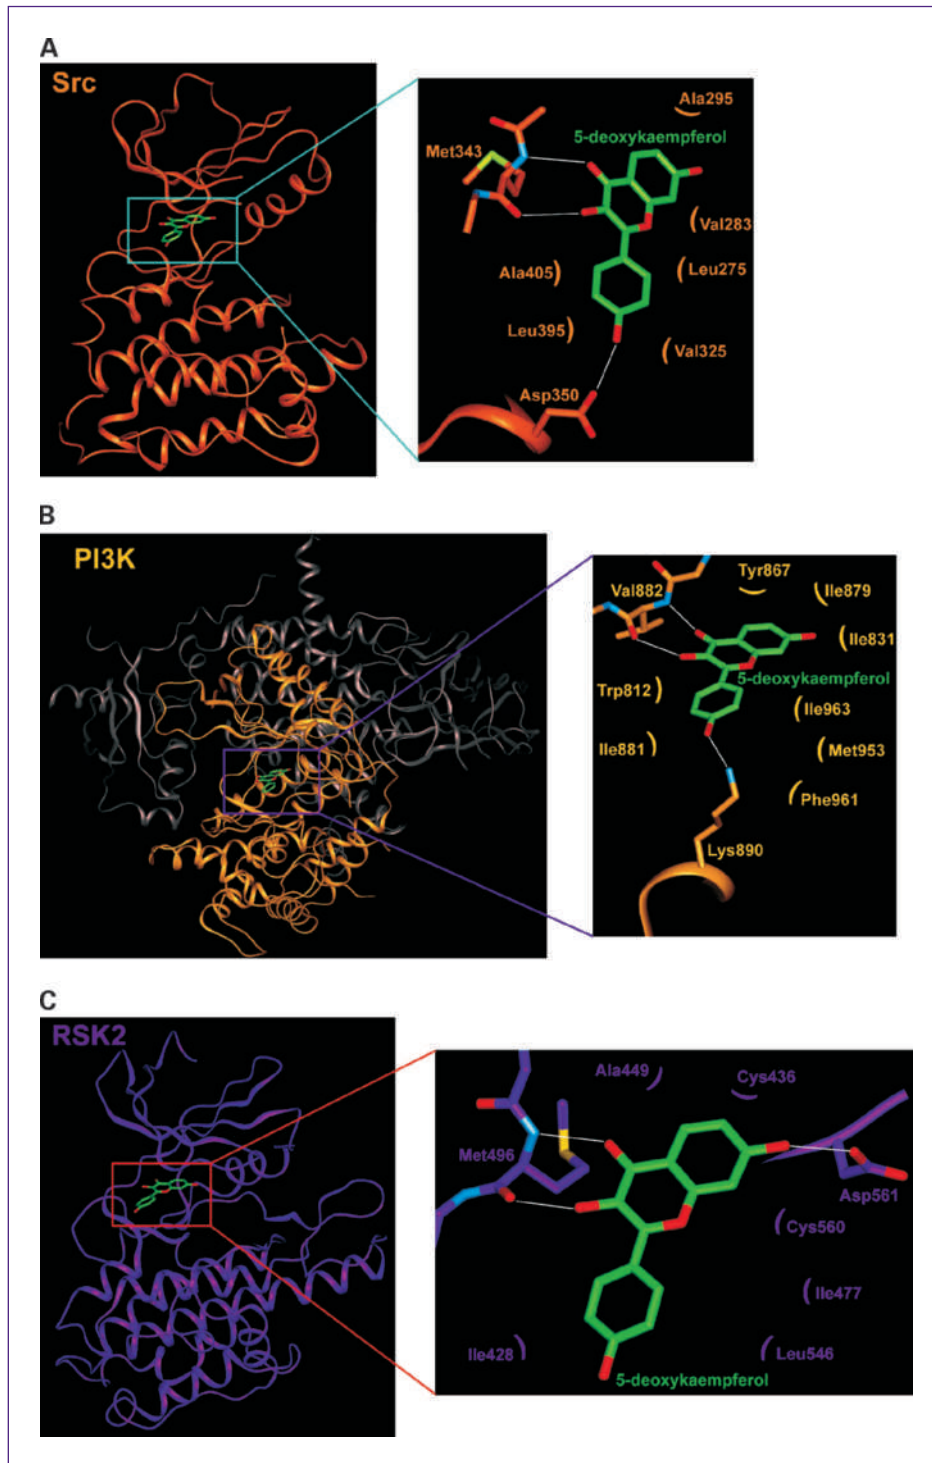 A
Src
Ala295
5-deoxykaempferol
Met343
Val283
Ala405
Leu275
Leu395
Val325
Asp350
B
PI3K
Tyr867
Val882
Ile879
Ile831
5-deoxykaempferol
Trp812
Ile963
Ile881
Met953
Phe961
Lys890
C
RSK2
Ala449
Cys436
Met496
Asp561
Cys560
Ile477
Ile428
Leu546
5-deoxykaempferol